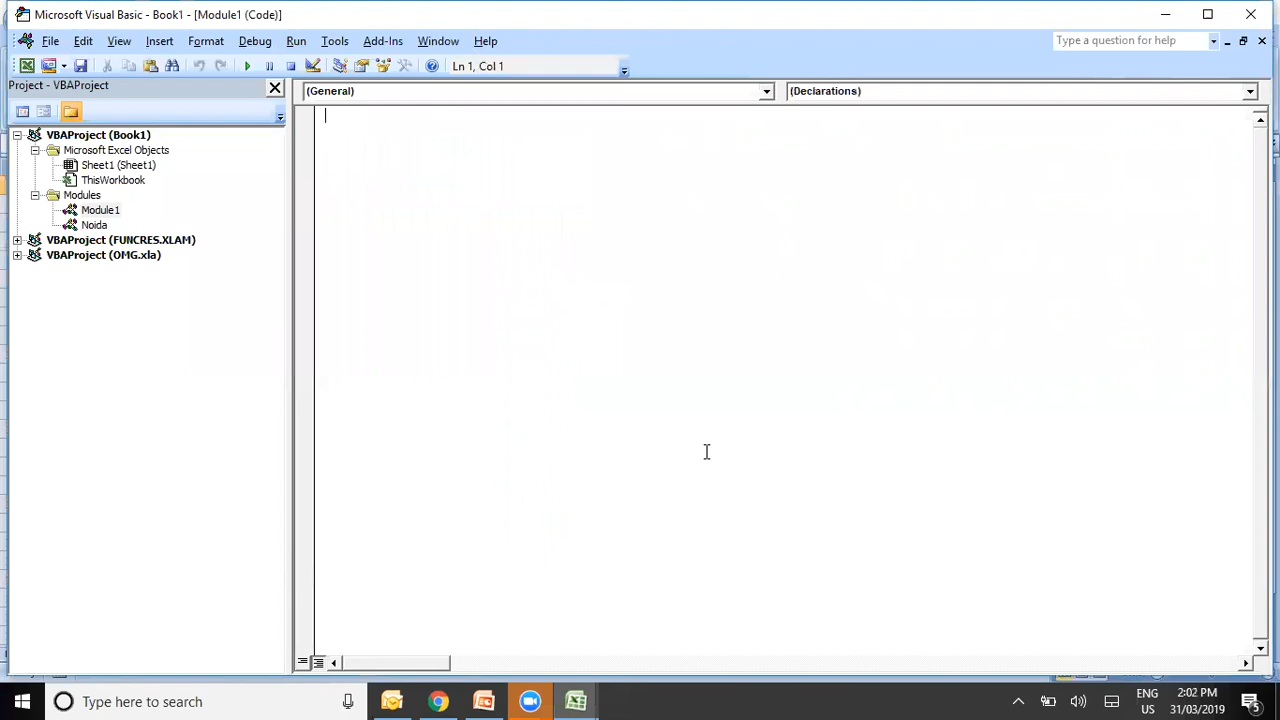 Microsoft Visual Basic - Book1 - [Module1 (Code)]
File Edit View Insert Format Debug Run Tools Add-Ins Window Help
Type a question for help
Ln 1, Col 1
Project - VBAProject
(General)
(Declarations)
VBAProject (Book1)
Microsoft Excel Objects
Sheet1 (Sheet1)
ThisWorkbook
Modules
Module1
Noida
VBAProject (FUNCRES.XLAM)
VBAProject (OMG.xla)
Type here to search
ENG
US
2:02 PM
31/03/2019
5